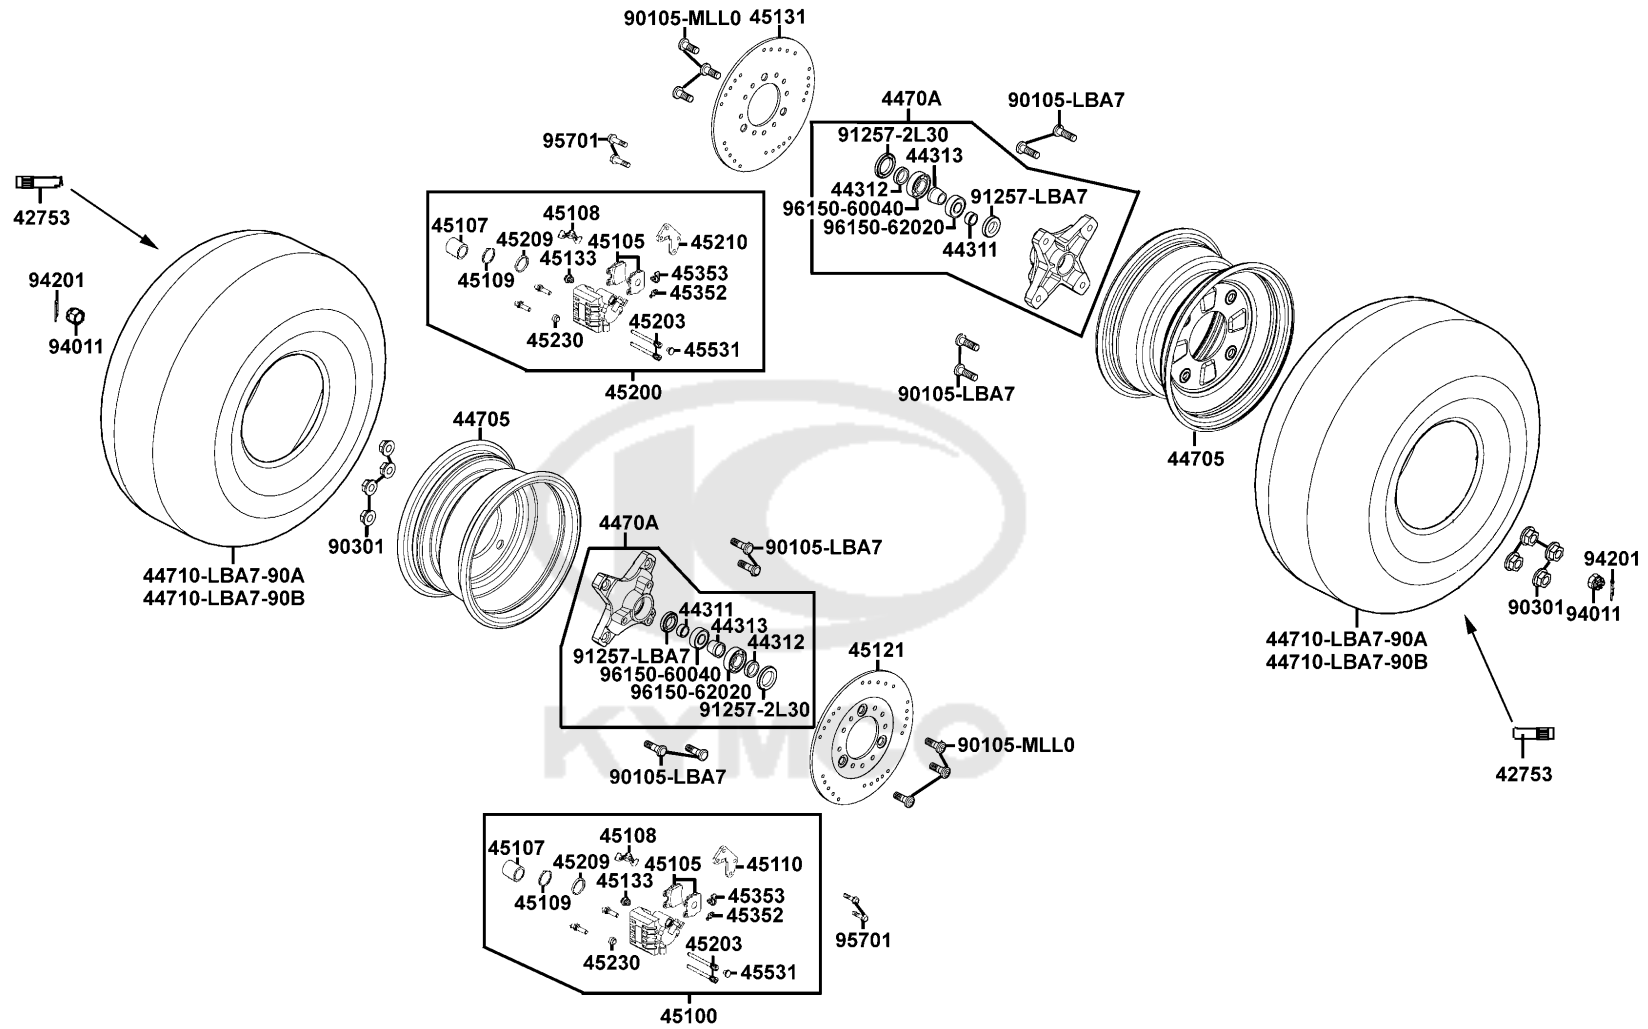 90105-MLL0 45131
4470A
90105-LBA7
91257-2L30
95701
44313
44312
91257-LBA7
96150-60040
96150-62020
44311
42753
45108
45107
45209
45105
45210
45133
45109
45353
45352
94201
45203
45230
45531
94011
45200
90105-LBA7
44705
44705
4470A
90301
90105-LBA7
44710-LBA7-90A
44710-LBA7-90B
94201
90301
94011
44311
44313
44312
91257-LBA7
96150-60040
96150-62020
91257-2L30
45121
44710-LBA7-90A
44710-LBA7-90B
KYMCO
90105-MLL0
90105-LBA7
42753
45108
45107
45209
45105
45110
45133
45109
45353
45352
45203
95701
45230
45531
45100